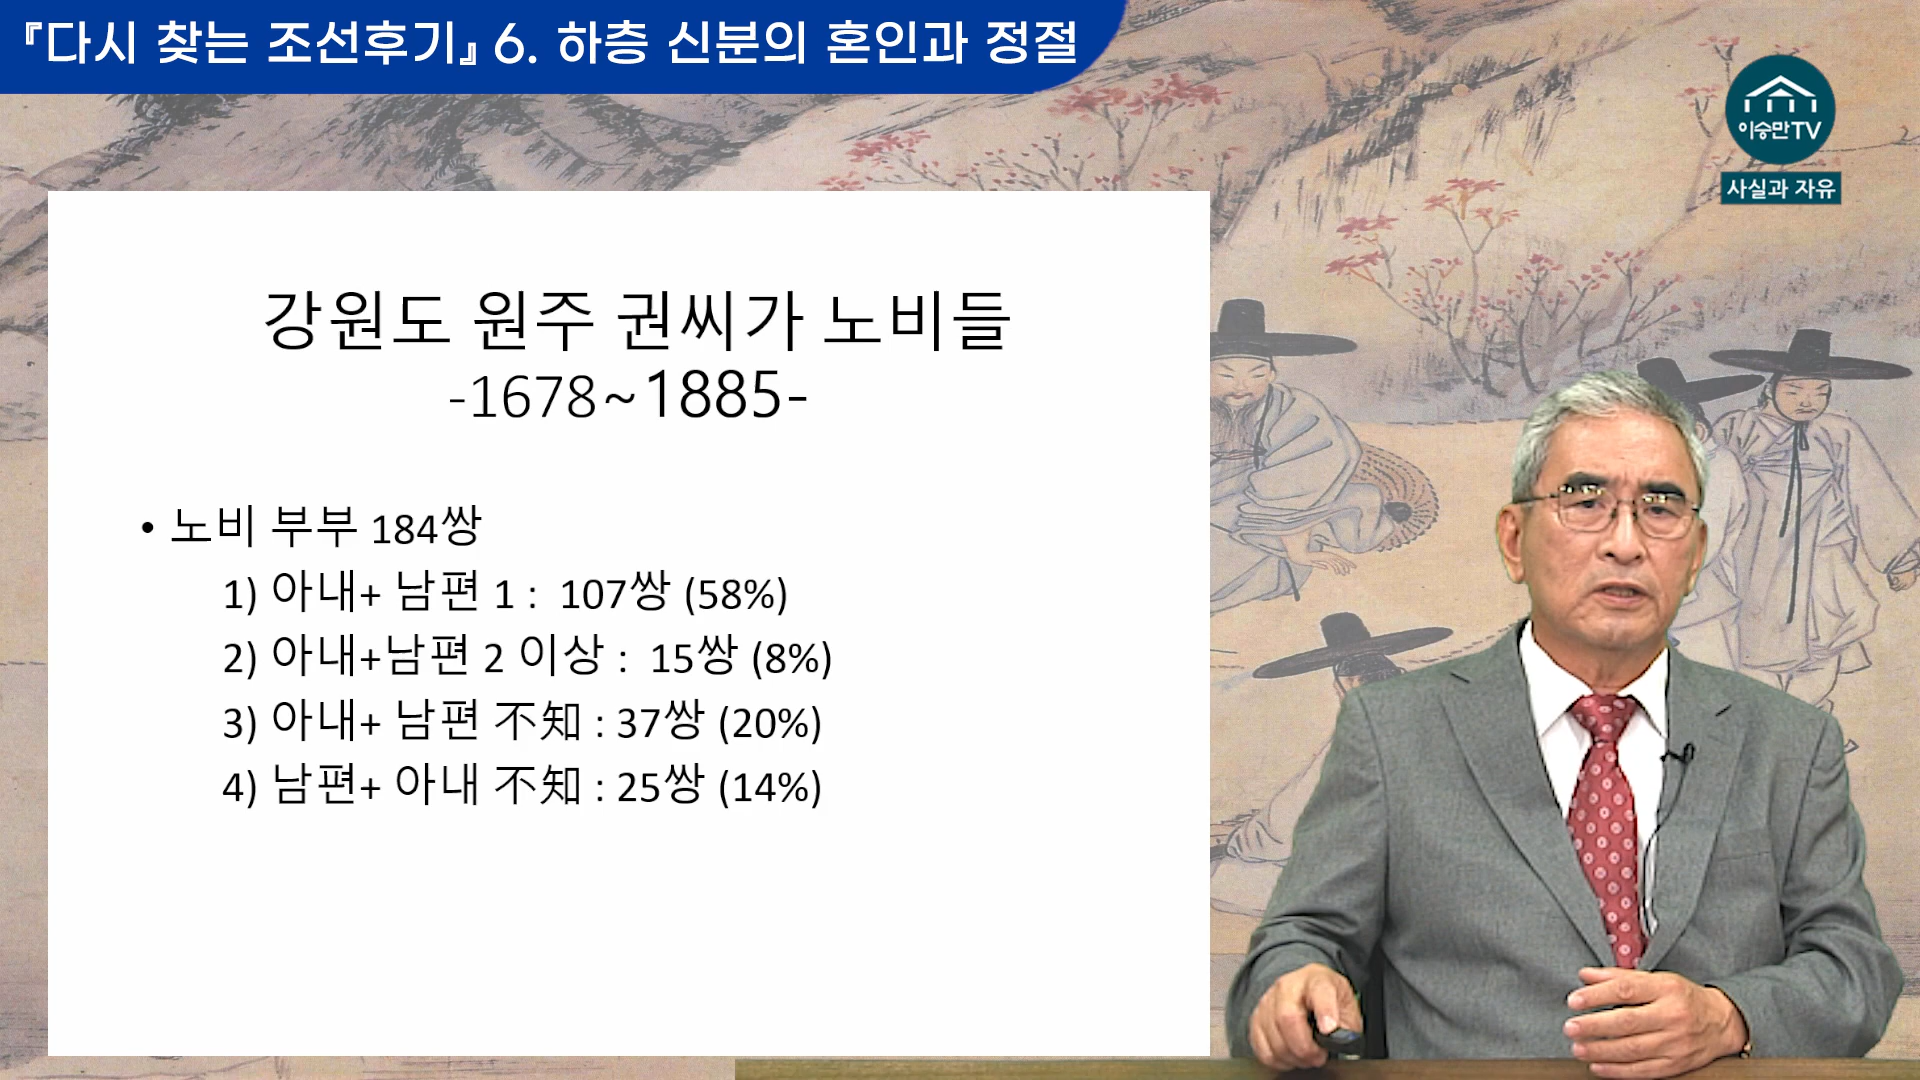 『다시 찾는 조선후기』 6. 하층 신분의 혼인과 정절
이승만TV
사실과 자유
강원도 원주 권씨가 노비들
-1678~1885-
• 노비 부부 184쌍
1) 아내+ 남편 1 : 107쌍 (58%)
2) 아내+남편 2 이상 : 15쌍 (8%)
3) 아내+ 남편 不知 : 37쌍 (20%)
4) 남편+ 아내 不知 : 25쌍 (14%)